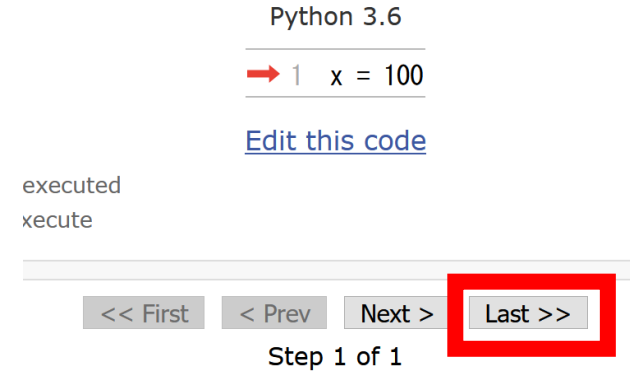 Python 3.6
1 x = 100
Edit this code
executed
xecute
<< First < Prev Next > Last >>
Step 1 of 1